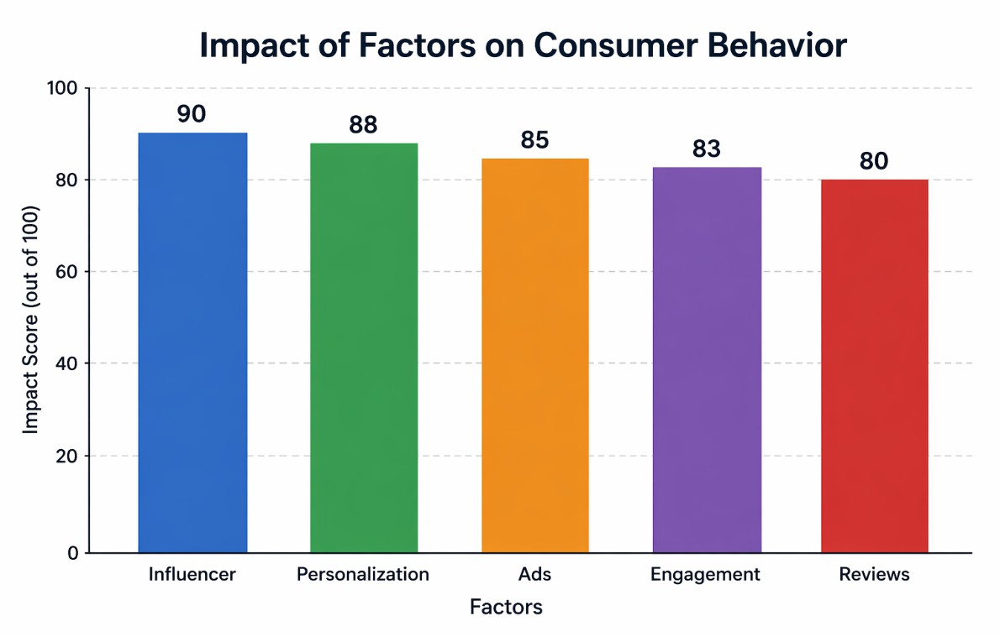 Impact of Factors on Consumer Behavior
Impact Score (out of 100)
100
80
60
40
20
0
90
88
85
83
80
Influencer
Personalization
Ads
Engagement
Reviews
Factors